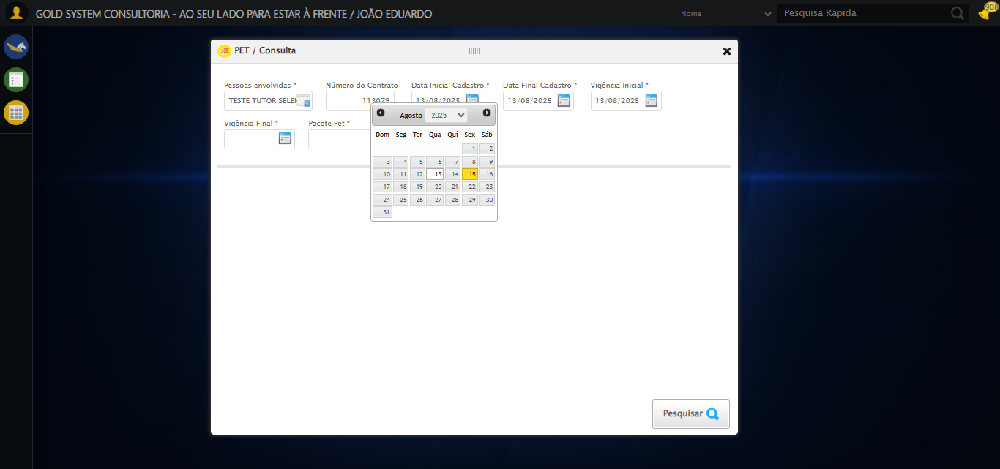 GOLD SYSTEM CONSULTORIA - AO SEU LADO PARA ESTAR À FRENTE / JOÃO EDUARDO
Nome
Pesquisa Rapida
908
PET / Consulta
Pessoas envolvidas *
Número do Contrato
Data Inicial Cadastro *
Data Final Cadastro *
Vigência Inicial *
TESTE TUTOR SELEN
113079
13/08/2025
13/08/2025
13/08/2025
Vigência Final *
Pacote Pet *
Agosto 2025
Dom Seg Ter Qua Qui Sex Sáb
1 2
3 4 5 6 7 8 9
10 11 12 13 14 15 16
17 18 19 20 21 22 23
24 25 26 27 28 29 30
31
Pesquisar